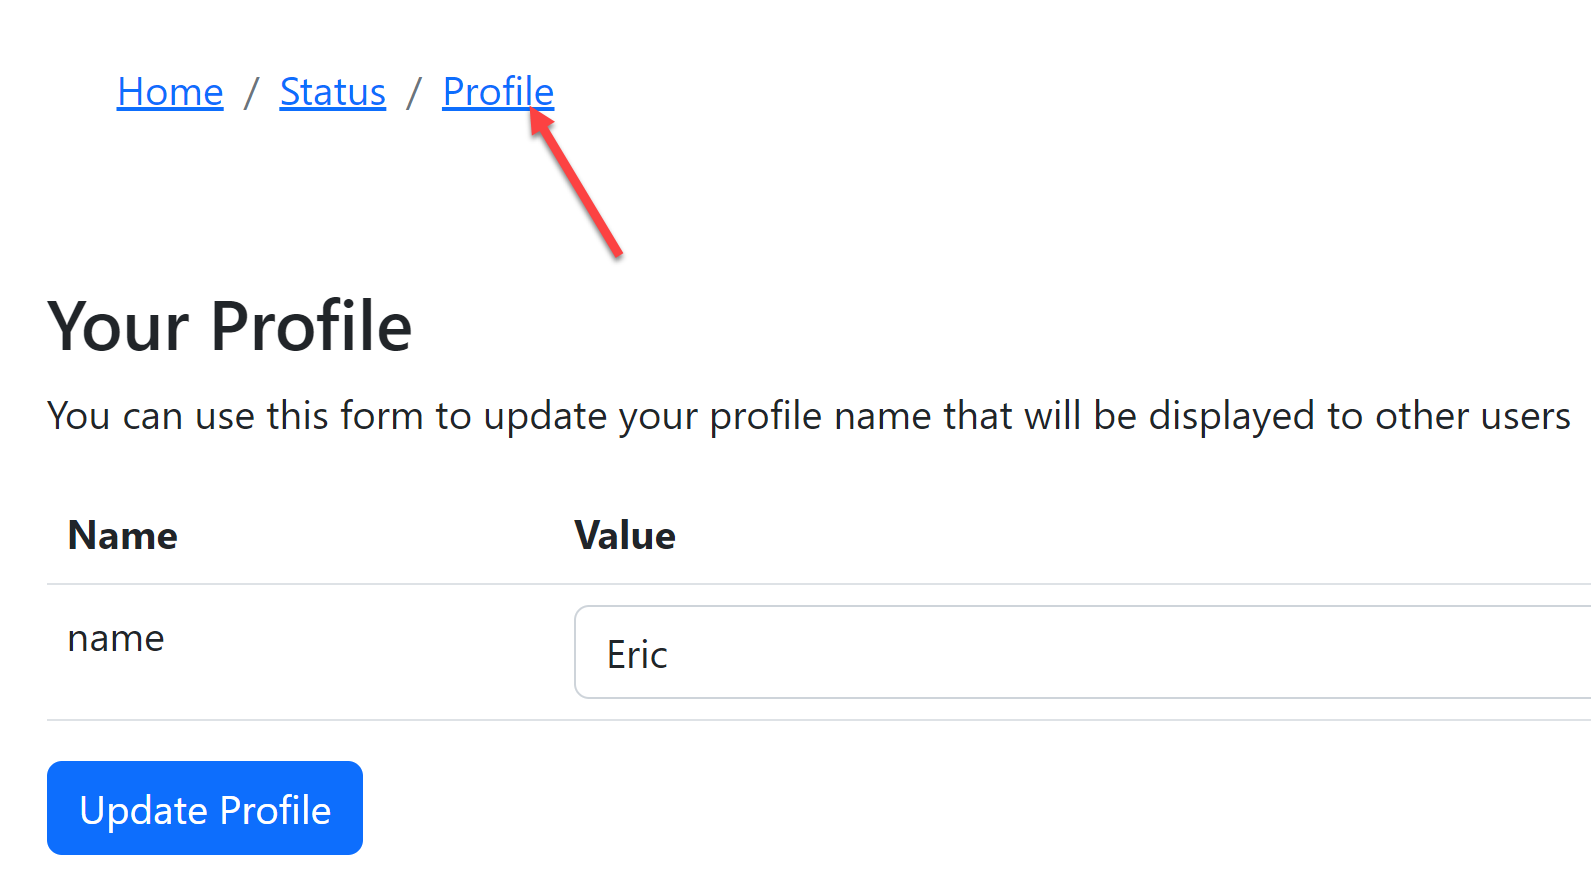 Home / Status / Profile
Your Profile
You can use this form to update your profile name that will be displayed to other users
Name Value
name Eric
Update Profile